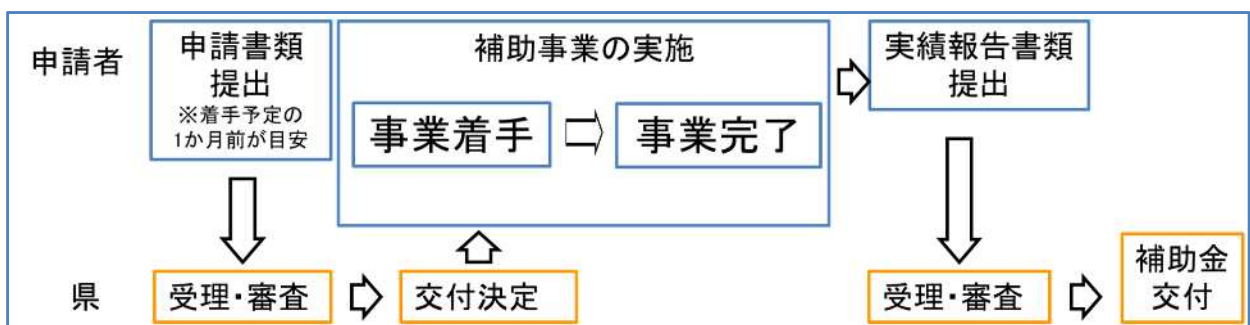 申請者
申請書類
提出
※着手予定の
1か月前が目安
補助事業の実施
事業着手
事業完了
実績報告書類
提出
県
受理・審査
交付決定
受理・審査
補助金
交付